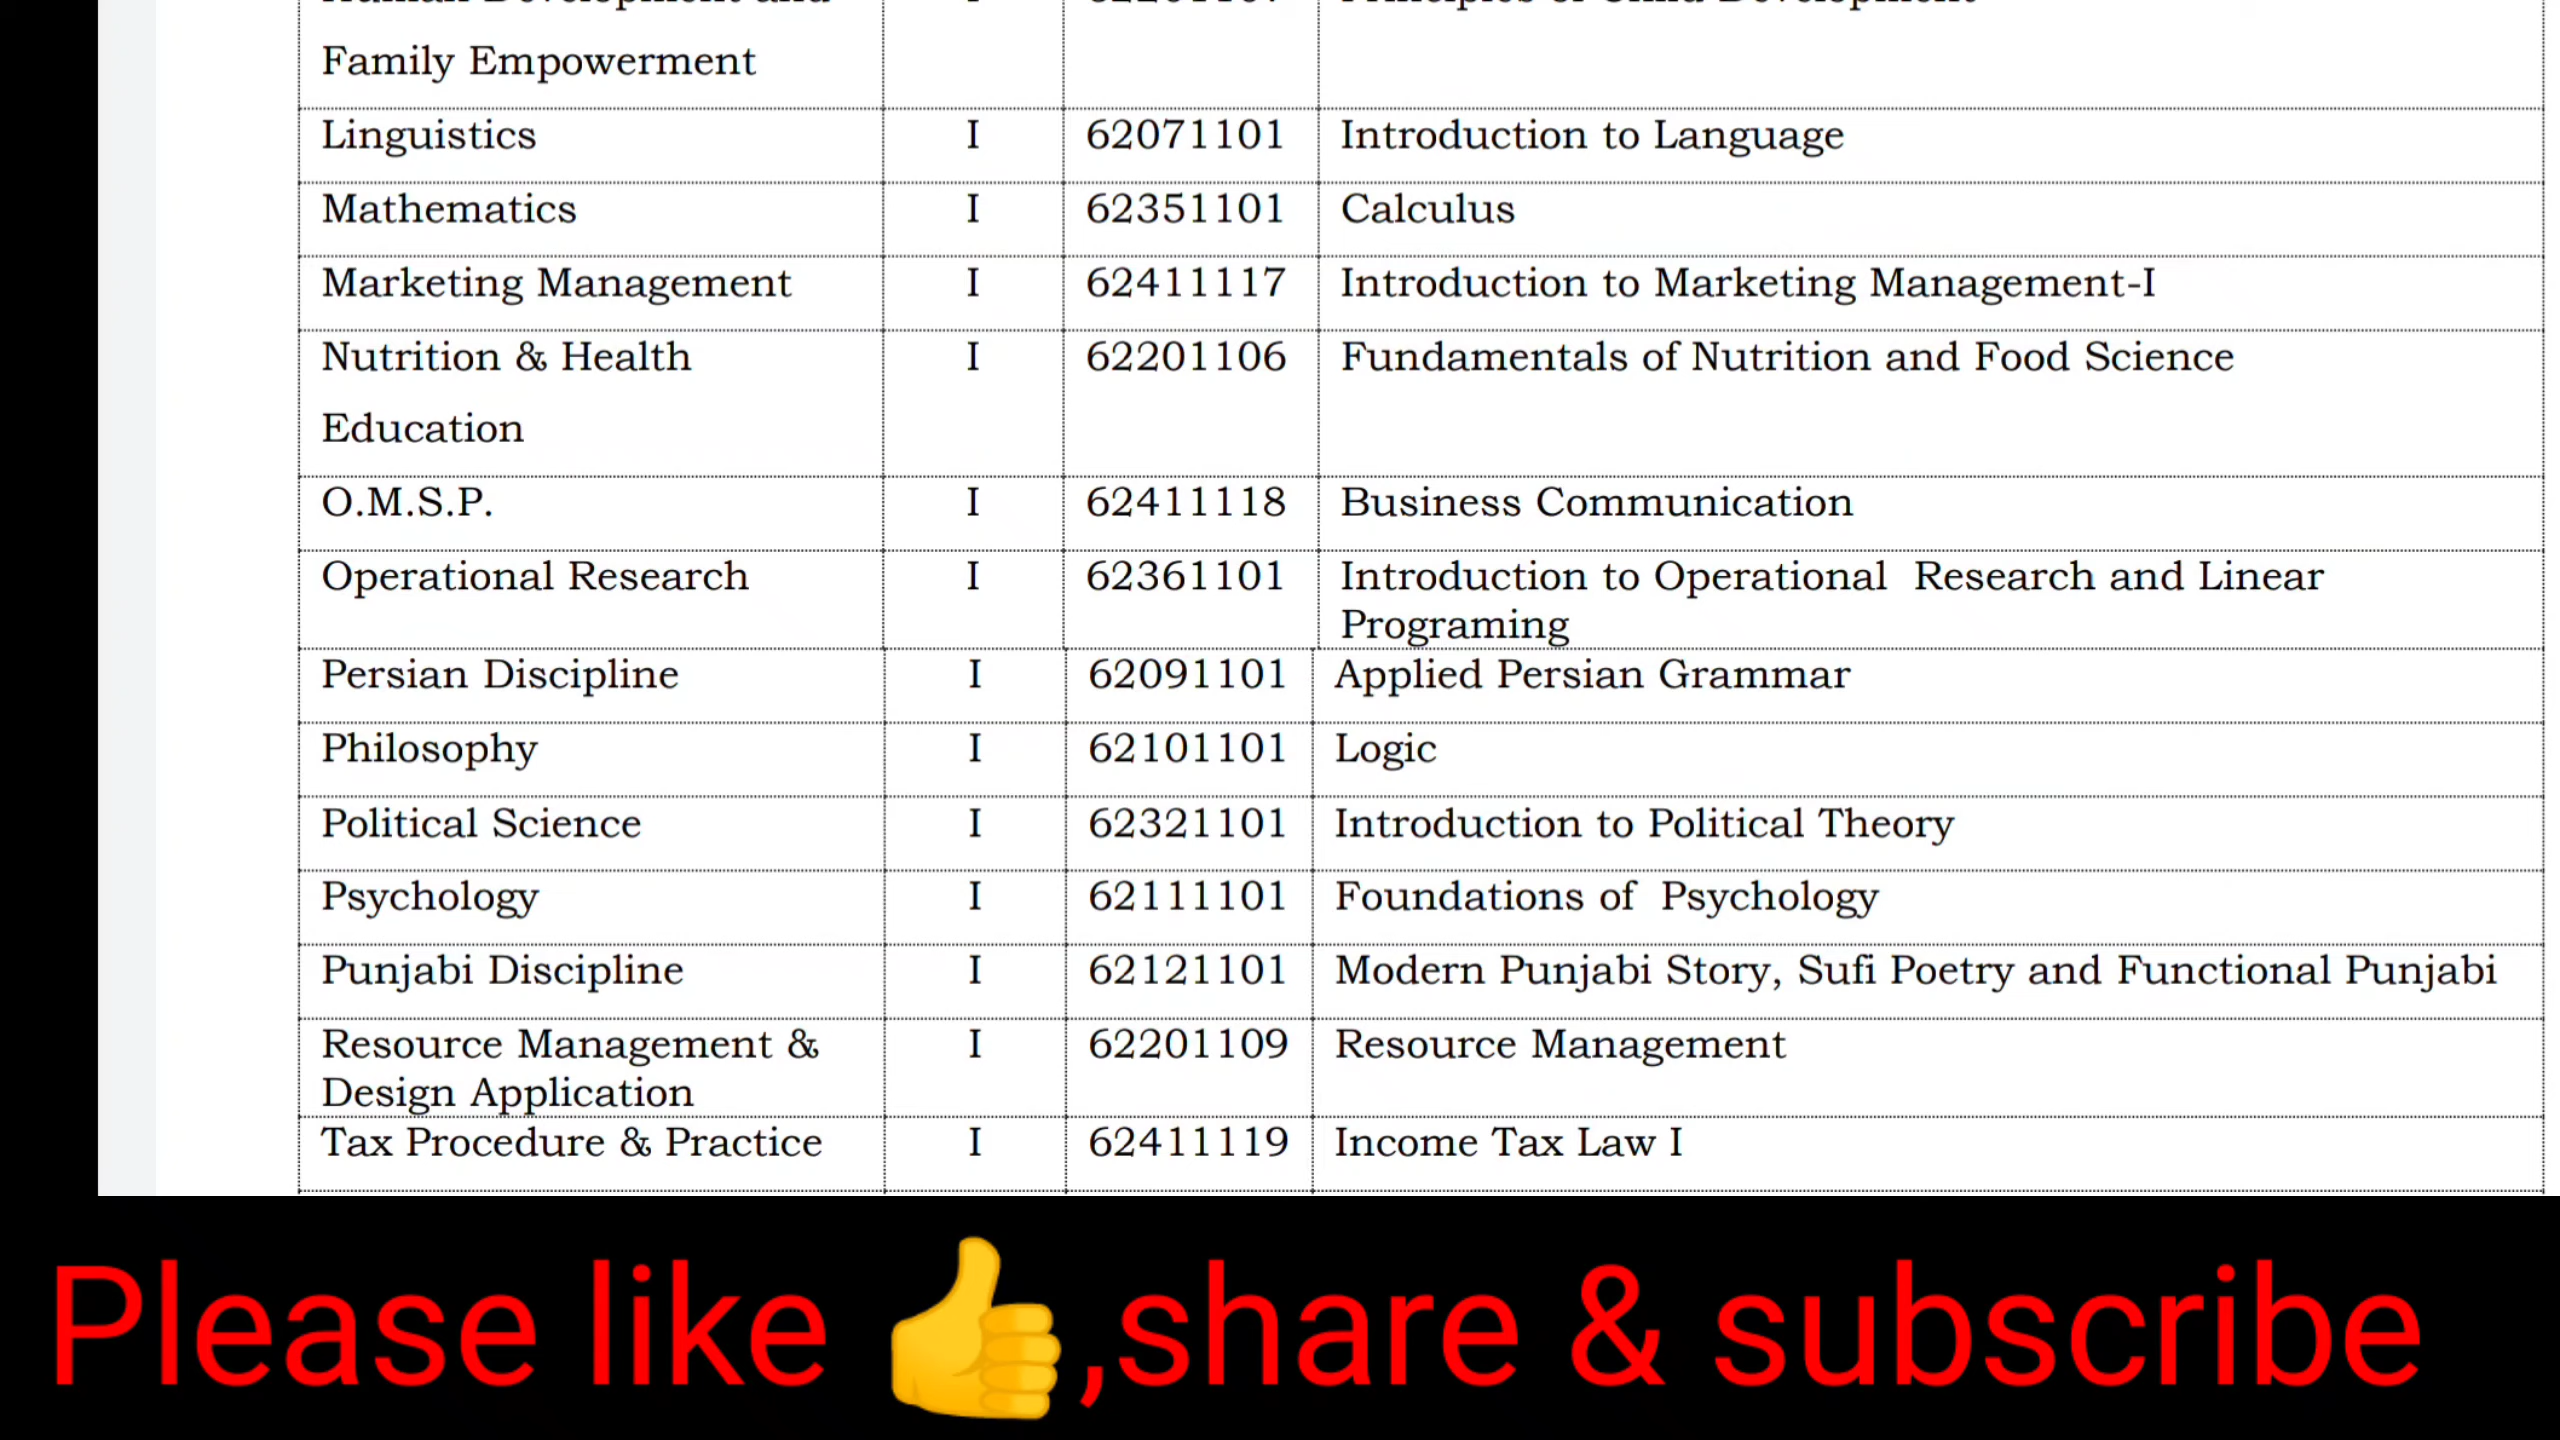 Family Empowerment
Linguistics I 62071101 Introduction to Language
Mathematics I 62351101 Calculus
Marketing Management I 62411117 Introduction to Marketing Management-I
Nutrition & Health I 62201106 Fundamentals of Nutrition and Food Science
Education
O.M.S.P. I 62411118 Business Communication
Operational Research I 62361101 Introduction to Operational Research and Linear
Programing
Persian Discipline I 62091101 Applied Persian Grammar
Philosophy I 62101101 Logic
Political Science I 62321101 Introduction to Political Theory
Psychology I 62111101 Foundations of Psychology
Punjabi Discipline I 62121101 Modern Punjabi Story, Sufi Poetry and Functional Punjabi
Resource Management & I 62201109 Resource Management
Design Application
Tax Procedure & Practice I 62411119 Income Tax Law I
Please like 👍,share & subscribe